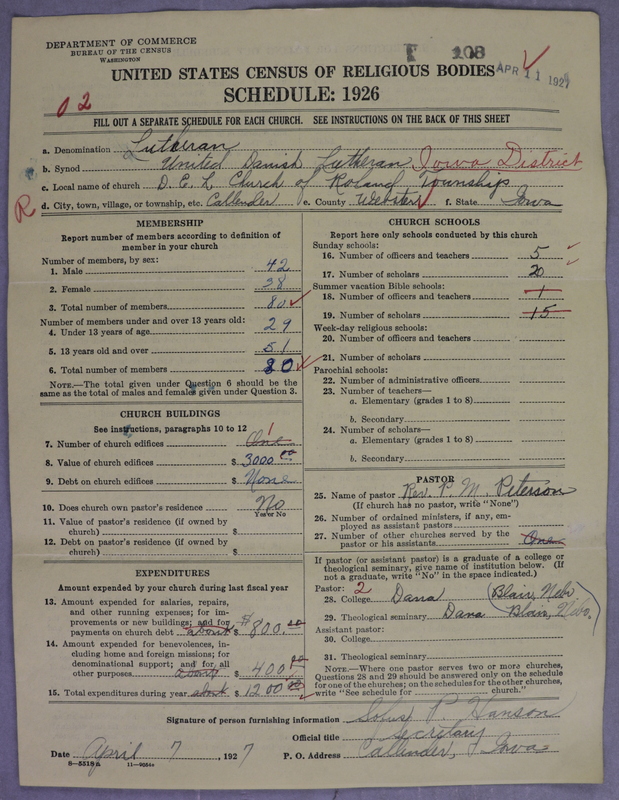 DEPARTMENT OF COMMERCE
BUREAU OF THE CENSUS
WASHINGTON
208
APR 11 192
UNITED STATES CENSUS OF RELIGIOUS BODIES
SCHEDULE: 1926
02
FILL OUT A SEPARATE SCHEDULE FOR EACH CHURCH. SEE INSTRUCTIONS ON THE BACK OF THIS SHEET
a. Denomination Lutheran
b. Synod United Danish Lutheran Iowa District
c. Local name of church D. E. L. Church of Roland Township
R
d. City, town, village, or township, etc. Callender e. County Webster f. State Iowa
MEMBERSHIP
Report number of members according to definition of
member in your church
Number of members, by sex:
1. Male 42
2. Female 38
3. Total number of members 80
Number of members under and over 13 years old:
4. Under 13 years of age 29
5. 13 years old and over 51
6. Total number of members 80
NOTE.—The total given under Question 6 should be the
same as the total of males and females given under Question 3.
CHURCH BUILDINGS
See instructions, paragraphs 10 to 12
7. Number of church edifices One 1
8. Value of church edifices $ 3000.00
9. Debt on church edifices $ None
10. Does church own pastor's residence? No
Yes or No
11. Value of pastor's residence (if owned by
church) $
12. Debt on pastor's residence (if owned by
church) $
EXPENDITURES
Amount expended by your church during last fiscal year
13. Amount expended for salaries, repairs,
and other running expenses; for im-
provements or new buildings; and for
payments on church debt about $ $800.00
14. Amount expended for benevolences, in-
cluding home and foreign missions; for
denominational support; and for all
other purposes about $ 400.00
15. Total expenditures during year about $ 1200.00
CHURCH SCHOOLS
Report here only schools conducted by this church
Sunday schools:
16. Number of officers and teachers 5
17. Number of scholars 20
Summer vacation Bible schools:
18. Number of officers and teachers 1
19. Number of scholars 15
Week-day religious schools:
20. Number of officers and teachers
21. Number of scholars
Parochial schools:
22. Number of administrative officers
23. Number of teachers—
a. Elementary (grades 1 to 8)
b. Secondary
24. Number of scholars—
a. Elementary (grades 1 to 8)
b. Secondary
PASTOR
25. Name of pastor Rev. P. M. Peterson
(If church has no pastor, write "None")
26. Number of ordained ministers, if any, em-
ployed as assistant pastors
27. Number of other churches served by the
pastor or his assistants One
If pastor (or assistant pastor) is a graduate of a college or
theological seminary, give name of institution below. (If
not a graduate, write "No" in the space indicated.)
Pastor: 2
28. College Dana (Blair, Nebr
29. Theological seminary Dana Blair, Nebr.
Assistant pastor:
30. College
31. Theological seminary
NOTE.—Where one pastor serves two or more churches,
Questions 28 and 29 should be answered only on the schedule
for one of the churches; on the schedules for the other churches,
write "See schedule for ______ church."
Signature of person furnishing information P. Hanson
Official title Secretary
Date April 7, 1927 P. O. Address Callender, Iowa